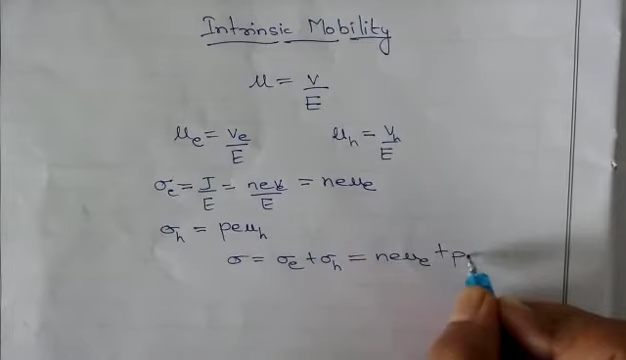 Intrinsic Mobility
μ = v/E
μe = ve/E μh = vh/E
σe = J/E = neve/E = neμe
σh = peμh
σ = σe + σh = neμe + p